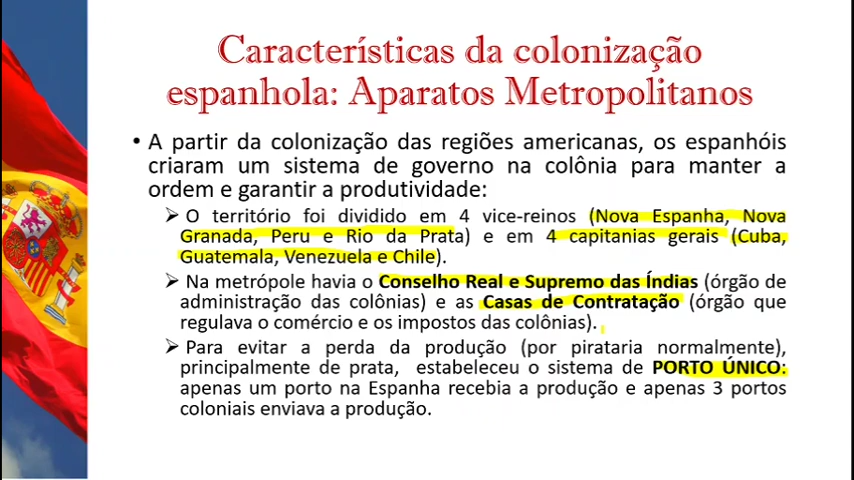 Características da colonização
espanhola: Aparatos Metropolitanos
• A partir da colonização das regiões americanas, os espanhóis
criaram um sistema de governo na colônia para manter a
ordem e garantir a produtividade:
➢ O território foi dividido em 4 vice-reinos (Nova Espanha, Nova
Granada, Peru e Rio da Prata) e em 4 capitanias gerais (Cuba,
Guatemala, Venezuela e Chile).
➢ Na metrópole havia o Conselho Real e Supremo das Índias (órgão de
administração das colônias) e as Casas de Contratação (órgão que
regulava o comércio e os impostos das colônias).
➢ Para evitar a perda da produção (por pirataria normalmente),
principalmente de prata, estabeleceu o sistema de PORTO ÚNICO:
apenas um porto na Espanha recebia a produção e apenas 3 portos
coloniais enviava a produção.